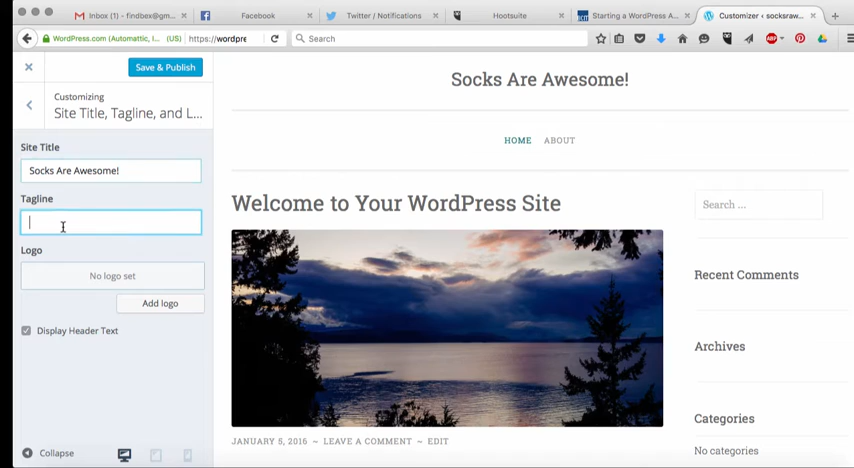 Inbox (1) - findbex@gm...
Facebook
Twitter / Notifications
Hootsuite
Starting a WordPress A...
Customizer ‹ socksraw...
WordPress.com (Automattic, I... (US)
https://wordpre
Search
ABP
Save & Publish
Customizing
Site Title, Tagline, and L...
Site Title
Socks Are Awesome!
Tagline
Logo
No logo set
Add logo
Display Header Text
Collapse
Socks Are Awesome!
HOME ABOUT
Welcome to Your WordPress Site
JANUARY 5, 2016 ~ LEAVE A COMMENT ~ EDIT
Search ...
Recent Comments
Archives
Categories
No categories